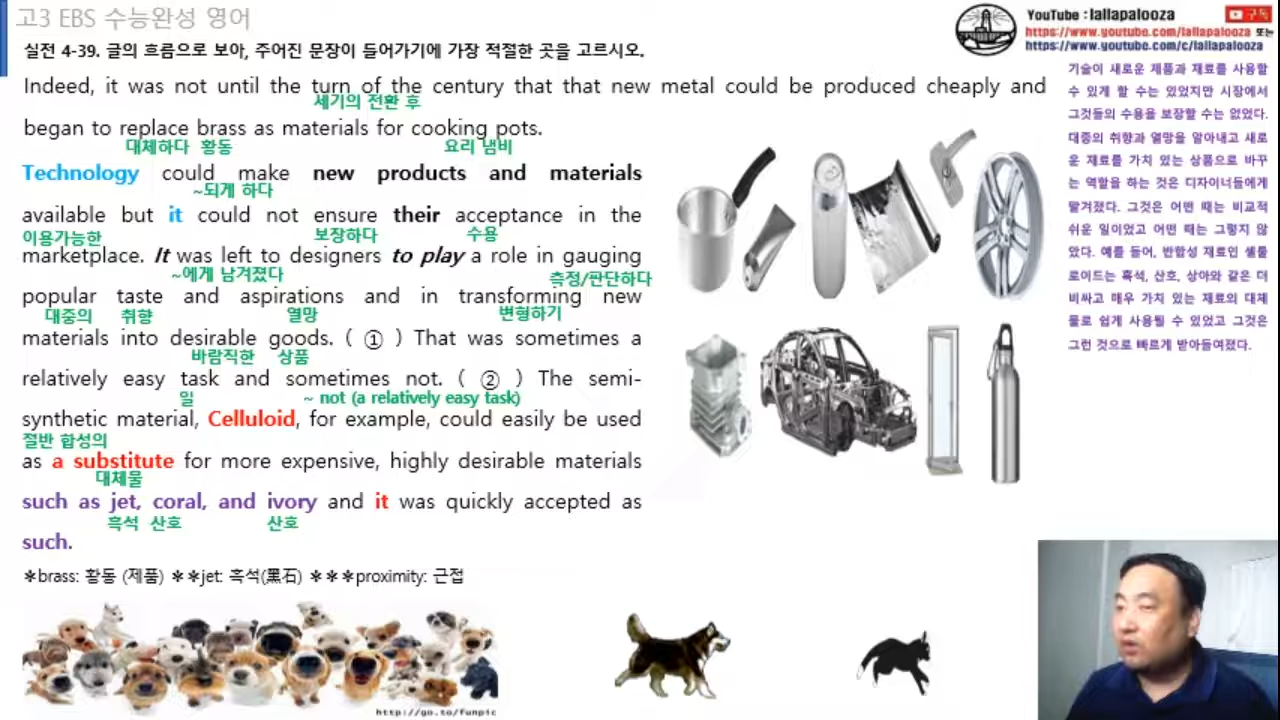 고3 EBS 수능완성 영어
YouTube : lallapalooza
구독
https://www.youtube.com/lallapalooza 또는
https://www.youtube.com/c/lallapalooza
실전 4-39. 글의 흐름으로 보아, 주어진 문장이 들어가기에 가장 적절한 곳을 고르시오.
Indeed, it was not until the turn of the century that that new metal could be produced cheaply and
세기의 전환 후
began to replace brass as materials for cooking pots.
대체하다 황동 요리 냄비
Technology could make new products and materials
~되게 하다
available but it could not ensure their acceptance in the
이용가능한 보장하다 수용
marketplace. It was left to designers to play a role in gauging
~에게 남겨졌다 측정/판단하다
popular taste and aspirations and in transforming new
대중의 취향 열망 변형하기
materials into desirable goods. ( ① ) That was sometimes a
바람직한 상품
relatively easy task and sometimes not. ( ② ) The semi-
일 ~ not (a relatively easy task)
synthetic material, Celluloid, for example, could easily be used
절반 합성의
as a substitute for more expensive, highly desirable materials
대체물
such as jet, coral, and ivory and it was quickly accepted as
흑석 산호 산호
such.
*brass: 황동 (제품) **jet: 흑석(黑石) ***proximity: 근접
http://go.to/funpic
기술이 새로운 제품과 재료를 사용할
수 있게 할 수는 있었지만 시장에서
그것들의 수용을 보장할 수는 없었다.
대중의 취향과 열망을 알아내고 새로
운 재료를 가치 있는 상품으로 바꾸
는 역할을 하는 것은 디자이너들에게
맡겨졌다. 그것은 어떤 때는 비교적
쉬운 일이었고 어떤 때는 그렇지 않
았다. 예를 들어, 반합성 재료인 셀룰
로이드는 흑석, 산호, 상아와 같은 더
비싸고 매우 가치 있는 재료의 대체
물로 쉽게 사용될 수 있었고 그것은
그런 것으로 빠르게 받아들여졌다.